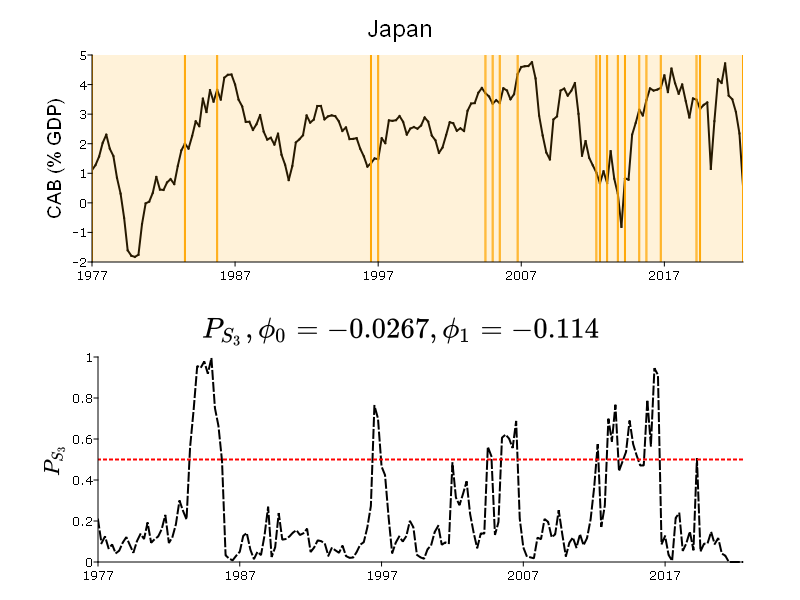 Japan
CAB (% GDP)
5
4
3
2
1
0
−1
−2
1977 1987 1997 2007 2017
P_{S_3}, ϕ_0 = −0.0267, ϕ_1 = −0.114
P_{S_3}
1
0.8
0.6
0.4
0.2
0
1977 1987 1997 2007 2017